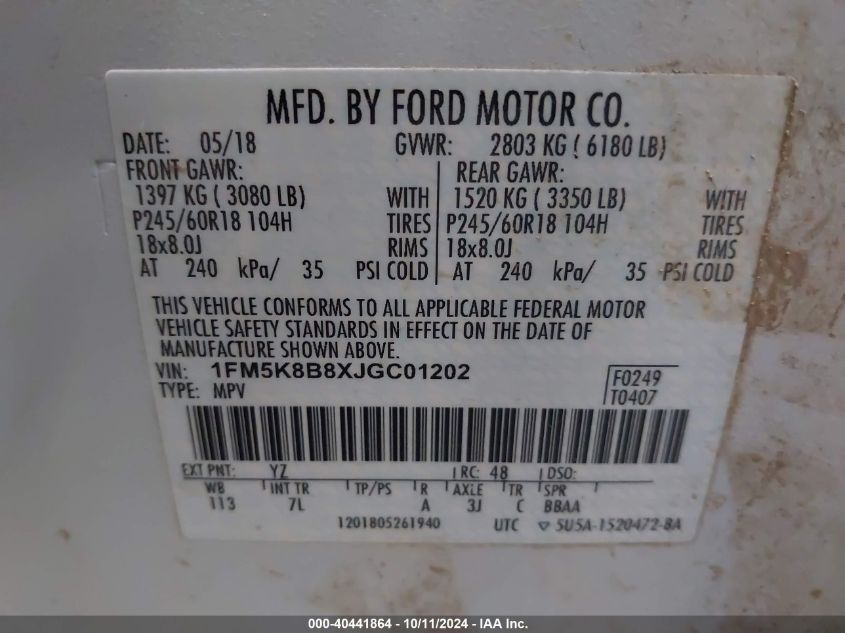 MFD. BY FORD MOTOR CO.
DATE: 05/18 GVWR: 2803 KG ( 6180 LB)
FRONT GAWR: REAR GAWR:
1397 KG ( 3080 LB) WITH 1520 KG ( 3350 LB) WITH
P245/60R18 104H TIRES P245/60R18 104H TIRES
18x8.0J RIMS 18x8.0J RIMS
AT 240 kPa/ 35 PSI COLD AT 240 kPa/ 35 PSI COLD
THIS VEHICLE CONFORMS TO ALL APPLICABLE FEDERAL MOTOR
VEHICLE SAFETY STANDARDS IN EFFECT ON THE DATE OF
MANUFACTURE SHOWN ABOVE.
VIN: 1FM5K8B8XJGC01202 F0249
TYPE: MPV T0407
EXT PNT: YZ RC: 48 DSO:
WB INT TR TP/PS R AXLE TR SPR
113 7L A 3J C BBAA
1201805261940 UTC 5U5A-1520472-BA
000-40441864 - 10/11/2024 - IAA Inc.